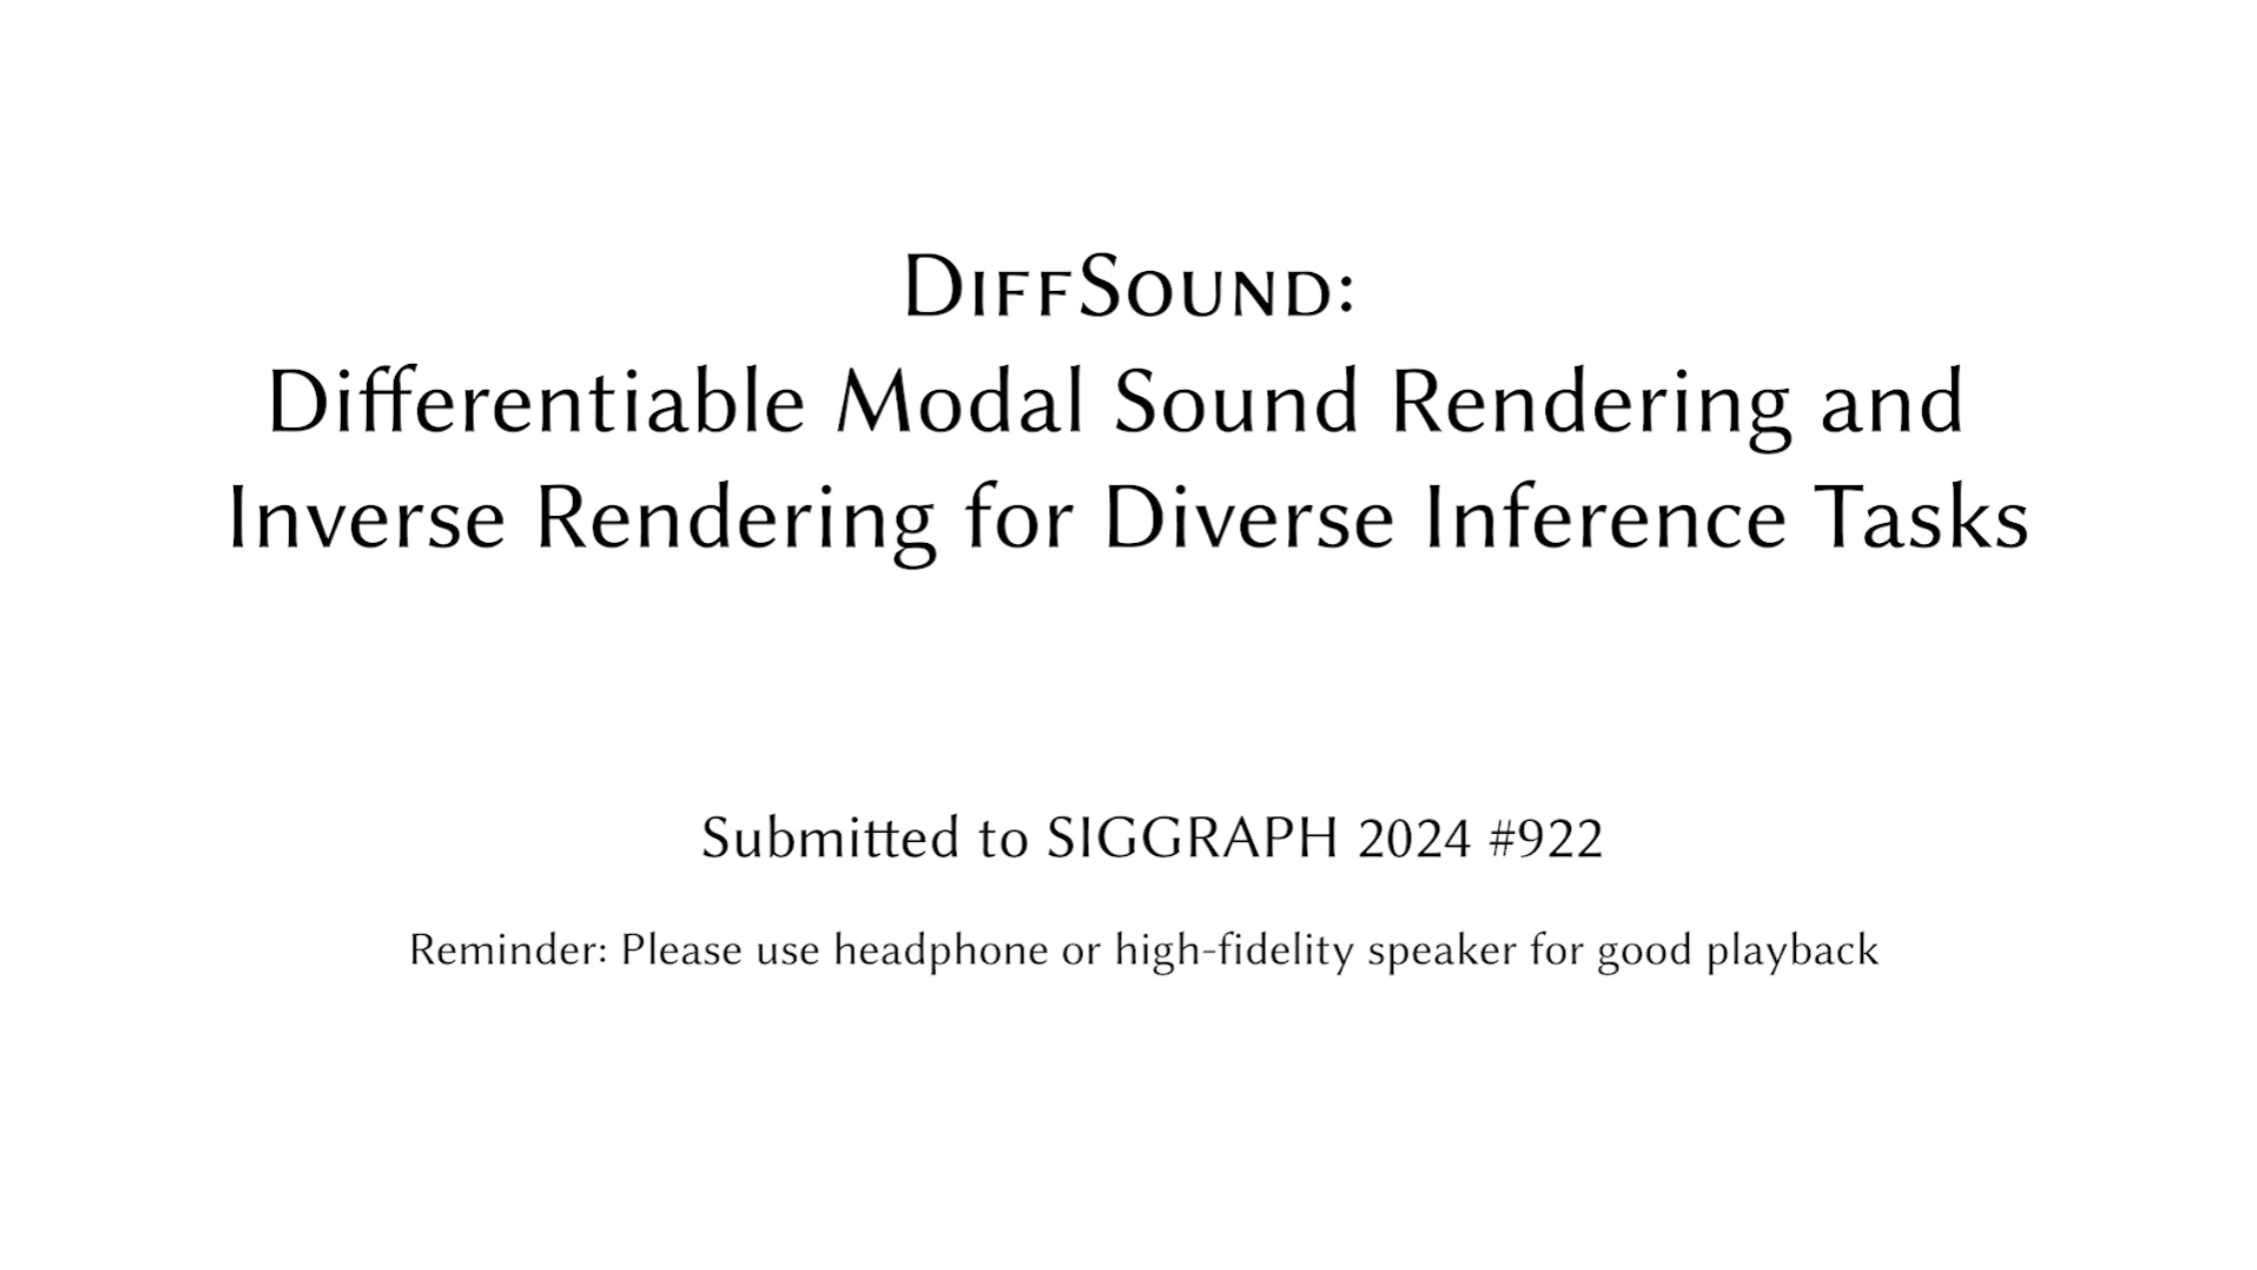 DIFFSOUND:
Differentiable Modal Sound Rendering and
Inverse Rendering for Diverse Inference Tasks
Submitted to SIGGRAPH 2024 #922
Reminder: Please use headphone or high-fidelity speaker for good playback